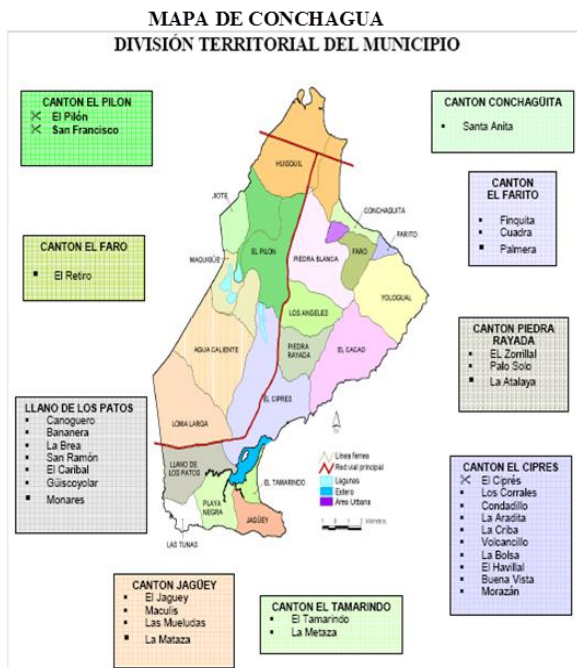 MAPA DE CONCHAGUA
DIVISIÓN TERRITORIAL DEL MUNICIPIO
CANTON EL PILON
El Pilón
San Francisco
CANTON CONCHAGÜITA
Santa Anita
CANTON
EL FARITO
Finquita
Cuadra
Palmera
CANTON EL FARO
El Retiro
CANTON PIEDRA
RAYADA
EL Zorrillal
Palo Solo
La Atalaya
LLANO DE LOS PATOS
Canoguero
Bananera
La Brea
San Ramón
El Caribal
Güiscoyolar
Monares
CANTON EL CIPRES
El Ciprés
Los Corrales
Condadillo
La Aradita
La Criba
Volcancillo
La Bolsa
El Havillal
Buena Vista
Morazán
CANTON JAGÜEY
El Jaguey
Maculis
Las Mueludas
La Mataza
CANTON EL TAMARINDO
El Tamarindo
La Metaza
HUISQUIL
JIOTE
CONCHAGUITA
FARITO
EL PILON
PIEDRA BLANCA
FARO
MAQUIGÜE
YOLOGUAL
LOS ANGELES
AGUA CALIENTE
PIEDRA
RAYADA
EL CACAO
EL CIPRES
LOMA LARGA
LLANO DE
LOS PATOS
EL TAMARINDO
PLAYA
NEGRA
JAGÜEY
LAS TUNAS
Línea ferrea
Red vial principal
Lagunas
Estero
Area Urbana